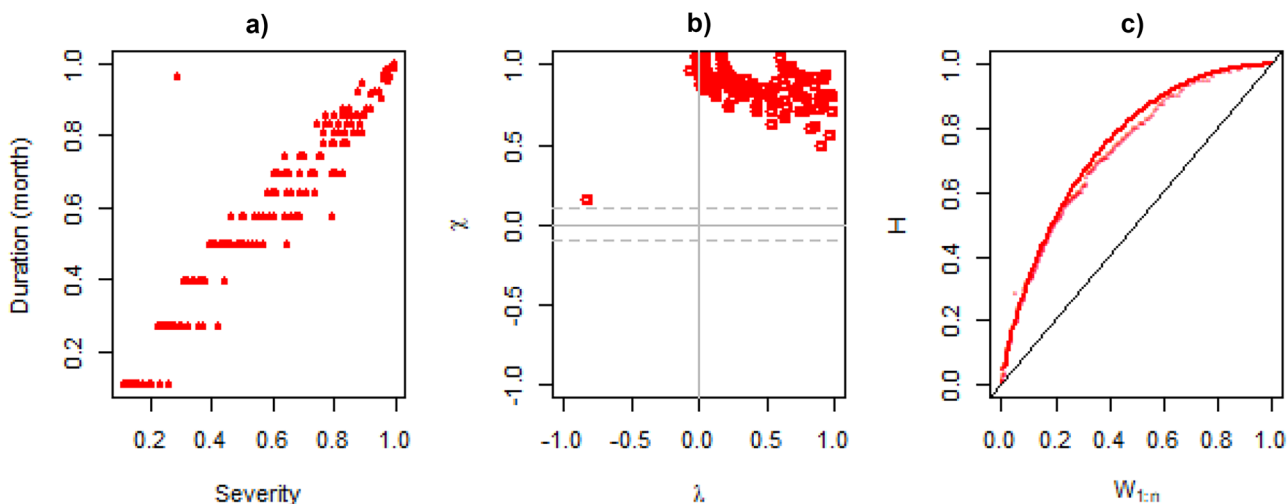 a)
Duration (month)
1.0
0.8
0.6
0.4
0.2
0.2 0.4 0.6 0.8 1.0
Severity
b)
χ
1.0
0.5
0.0
-0.5
-1.0
-1.0 -0.5 0.0 0.5 1.0
λ
c)
H
1.0
0.8
0.6
0.4
0.2
0.0
0.0 0.2 0.4 0.6 0.8 1.0
W1:n